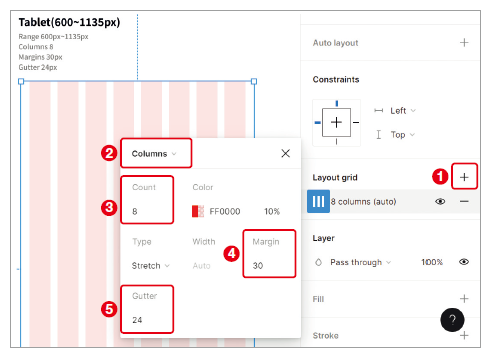 Tablet(600~1135px)
Range 600px~1135px
Columns 8
Margins 30px
Gutter 24px
Auto layout
Constraints
Left
Top
Layout grid
1
8 columns (auto)
Layer
Pass through 100%
Fill
Stroke
?
2
Columns
3
Count Color
8 FF0000 10%
Type Width Margin
4
Stretch Auto 30
5
Gutter
24